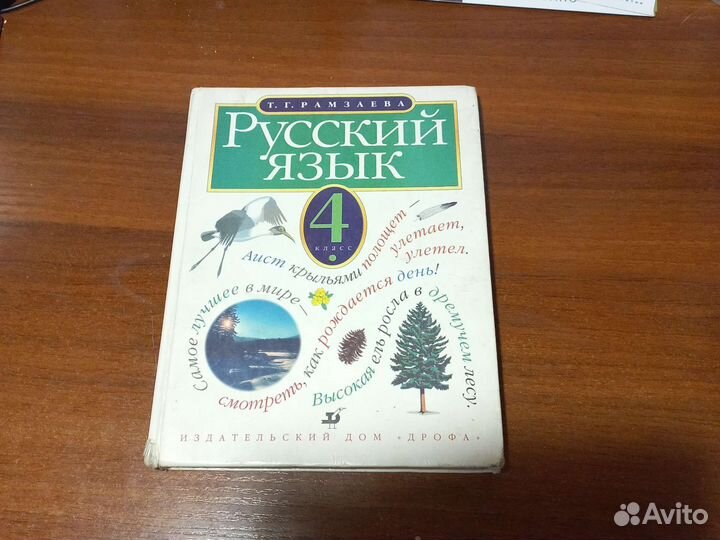 Т. Г. РАМЗАЕВА
РУССКИЙ
ЯЗЫК
4
класс
Аист крыльями полощет –
улетает,
улетел.
Самое лучшее в мире –
смотреть, как рождается день!
Высокая ель росла в дремучем лесу.
ИЗДАТЕЛЬСКИЙ ДОМ «ДРОФА»
Avito